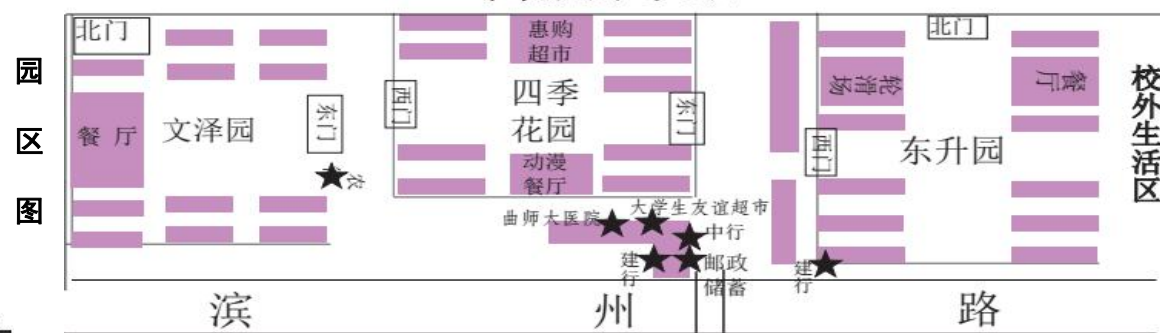 园区图
北门
餐厅
文泽园
东门
农
西门
惠购
超市
四季
花园
东门
动漫
餐厅
曲师大医院
大学生友谊超市
中行
建行
邮政
储蓄
北门
轮滑场
餐厅
西门
东升园
建行
校外生活区
滨州路